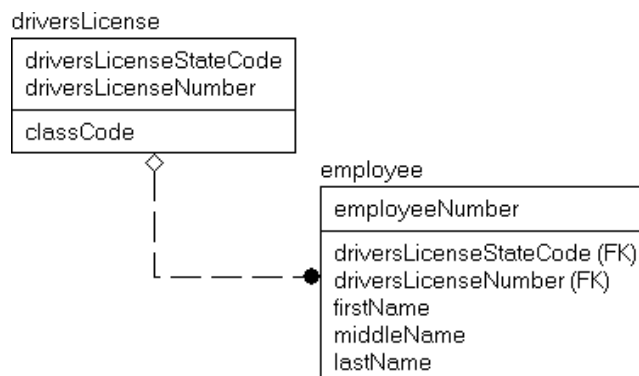 driversLicense
driversLicenseStateCode
driversLicenseNumber
classCode
employee
employeeNumber
driversLicenseStateCode (FK)
driversLicenseNumber (FK)
firstName
middleName
lastName